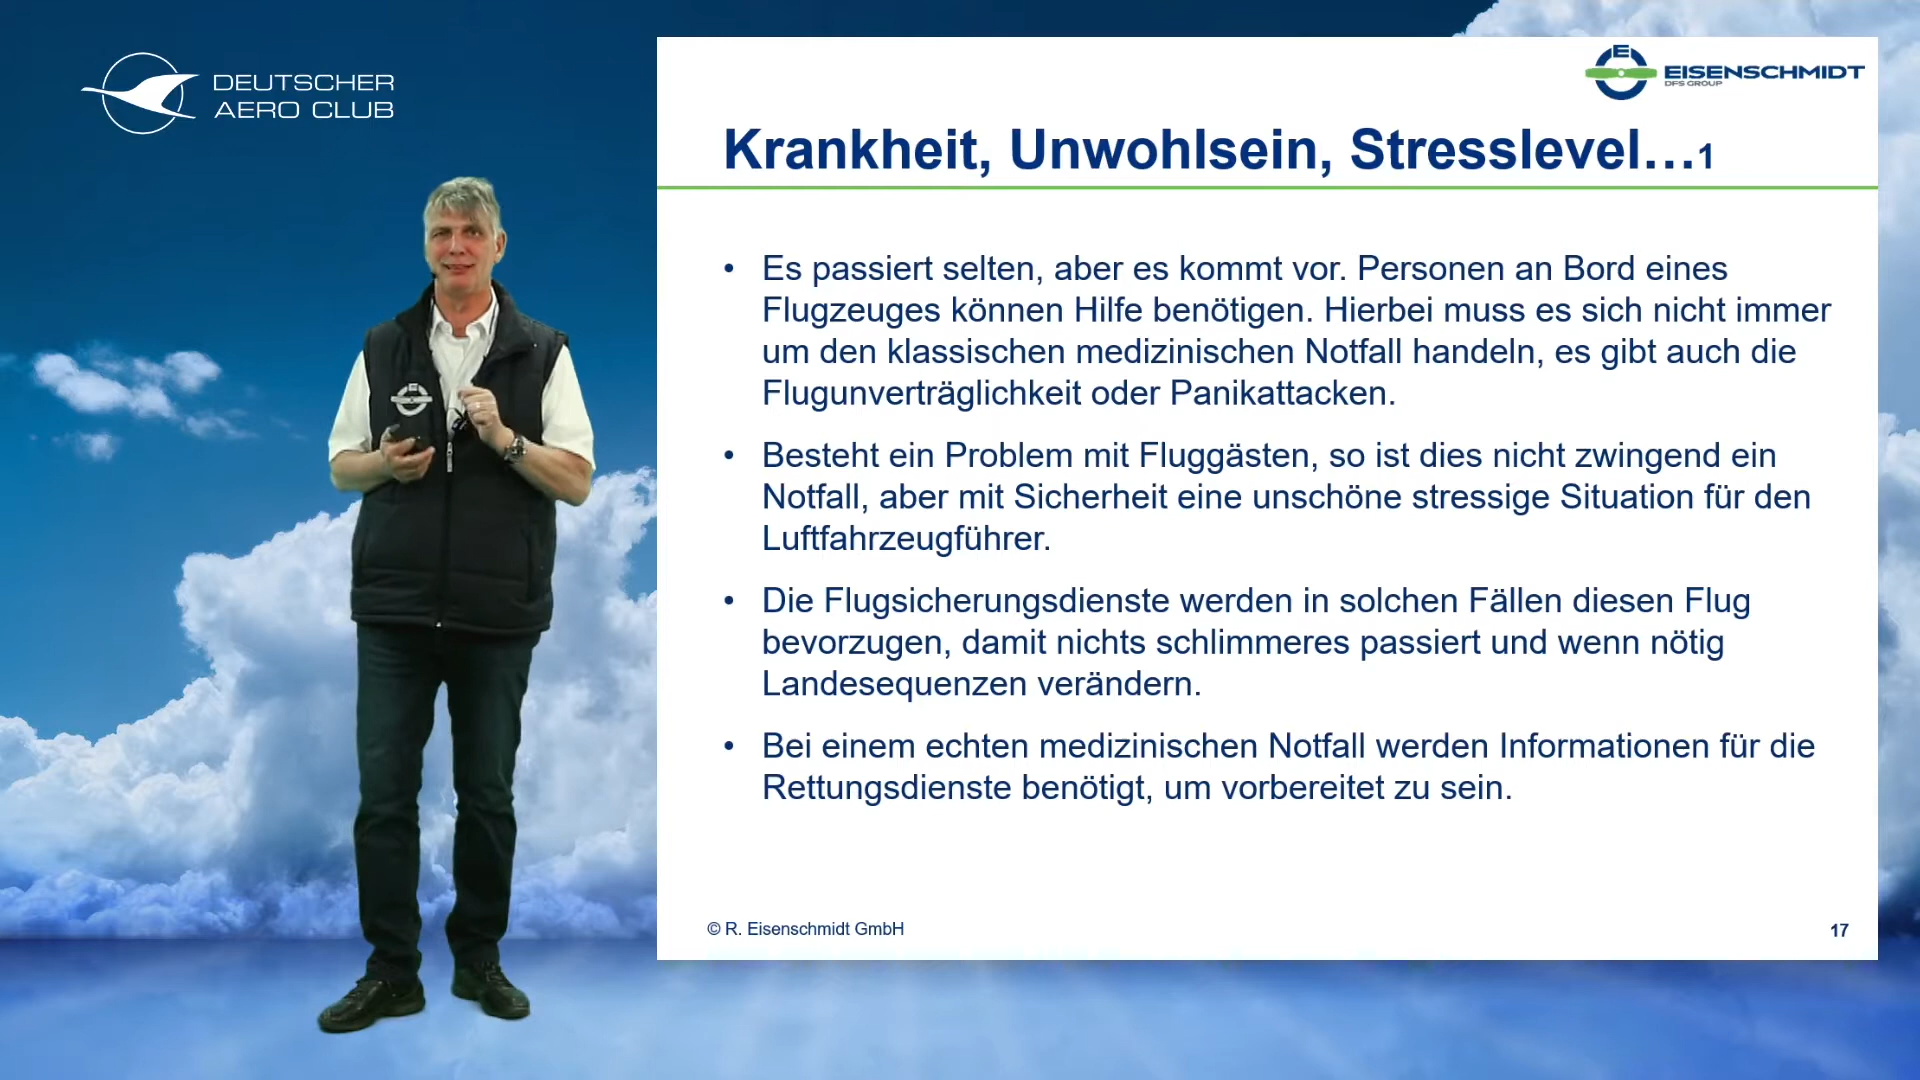 DEUTSCHER
AERO CLUB
EISENSCHMIDT
DFS GROUP
Krankheit, Unwohlsein, Stresslevel…1
• Es passiert selten, aber es kommt vor. Personen an Bord eines
Flugzeuges können Hilfe benötigen. Hierbei muss es sich nicht immer
um den klassischen medizinischen Notfall handeln, es gibt auch die
Flugunverträglichkeit oder Panikattacken.
• Besteht ein Problem mit Fluggästen, so ist dies nicht zwingend ein
Notfall, aber mit Sicherheit eine unschöne stressige Situation für den
Luftfahrzeugführer.
• Die Flugsicherungsdienste werden in solchen Fällen diesen Flug
bevorzugen, damit nichts schlimmeres passiert und wenn nötig
Landesequenzen verändern.
• Bei einem echten medizinischen Notfall werden Informationen für die
Rettungsdienste benötigt, um vorbereitet zu sein.
© R. Eisenschmidt GmbH
17